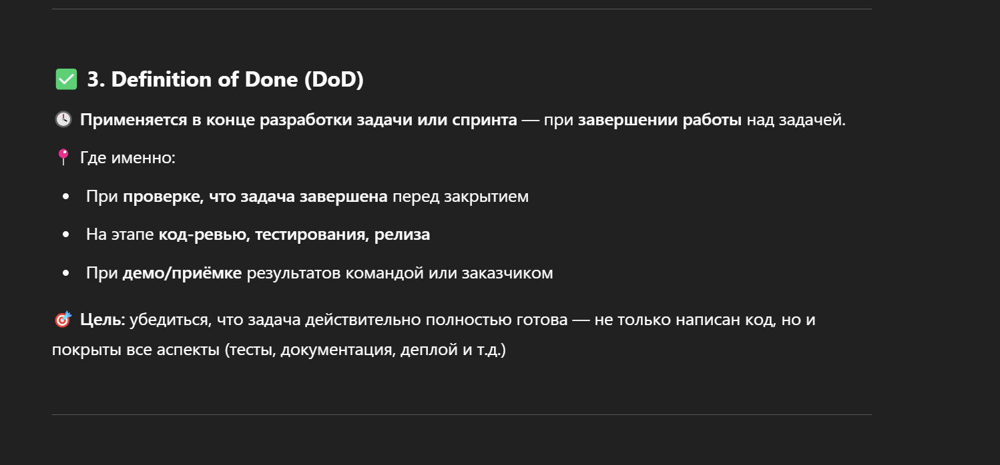 ✅ 3. Definition of Done (DoD)
🕓 Применяется в конце разработки задачи или спринта — при завершении работы над задачей.
📍 Где именно:
• При проверке, что задача завершена перед закрытием
• На этапе код-ревью, тестирования, релиза
• При демо/приёмке результатов командой или заказчиком
🎯 Цель: убедиться, что задача действительно полностью готова — не только написан код, но и
покрыты все аспекты (тесты, документация, деплой и т.д.)